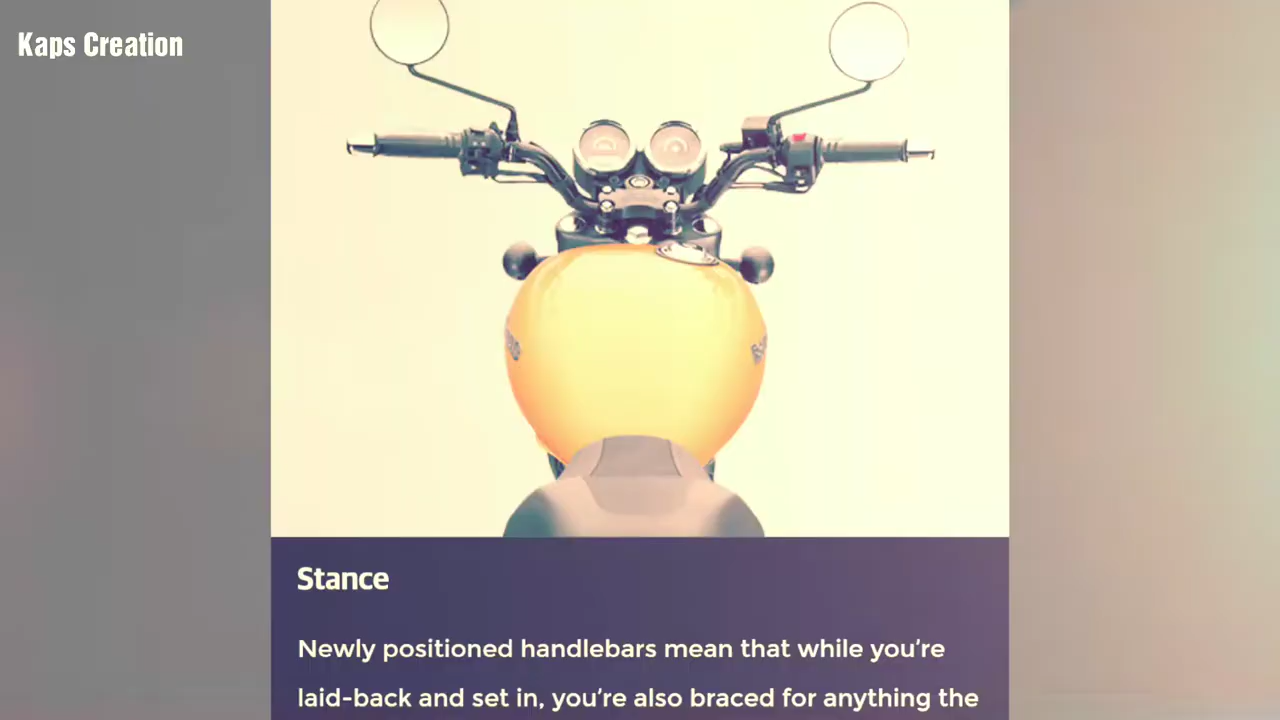 Kaps Creation
Stance
Newly positioned handlebars mean that while you're
laid-back and set in, you're also braced for anything the